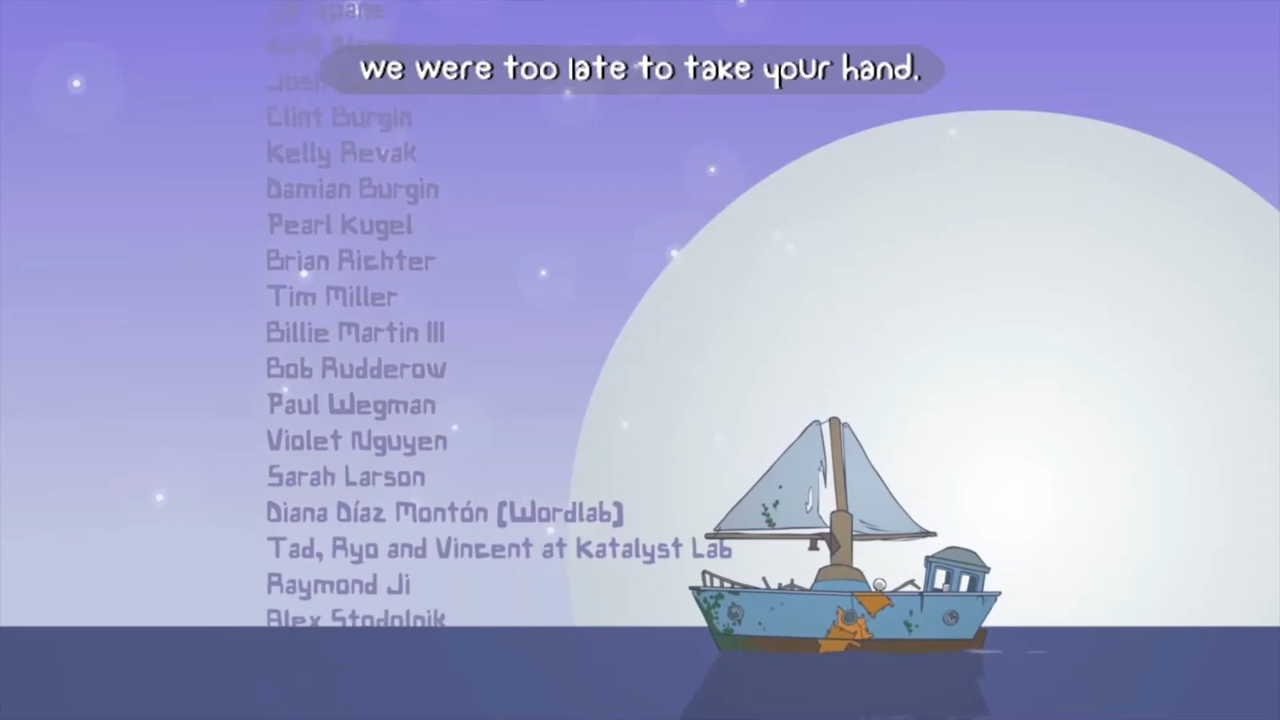 we were too late to take your hand.
Clint Burgin
Kelly Revak
Damian Burgin
Pearl Kugel
Brian Richter
Tim Miller
Billie Martin III
Bob Rudderow
Paul Wegman
Violet Nguyen
Sarah Larson
Diana Díaz Montón (Wordlab)
Tad, Ryo and Vincent at Katalyst Lab
Raymond Ji
Alex Stodolnik